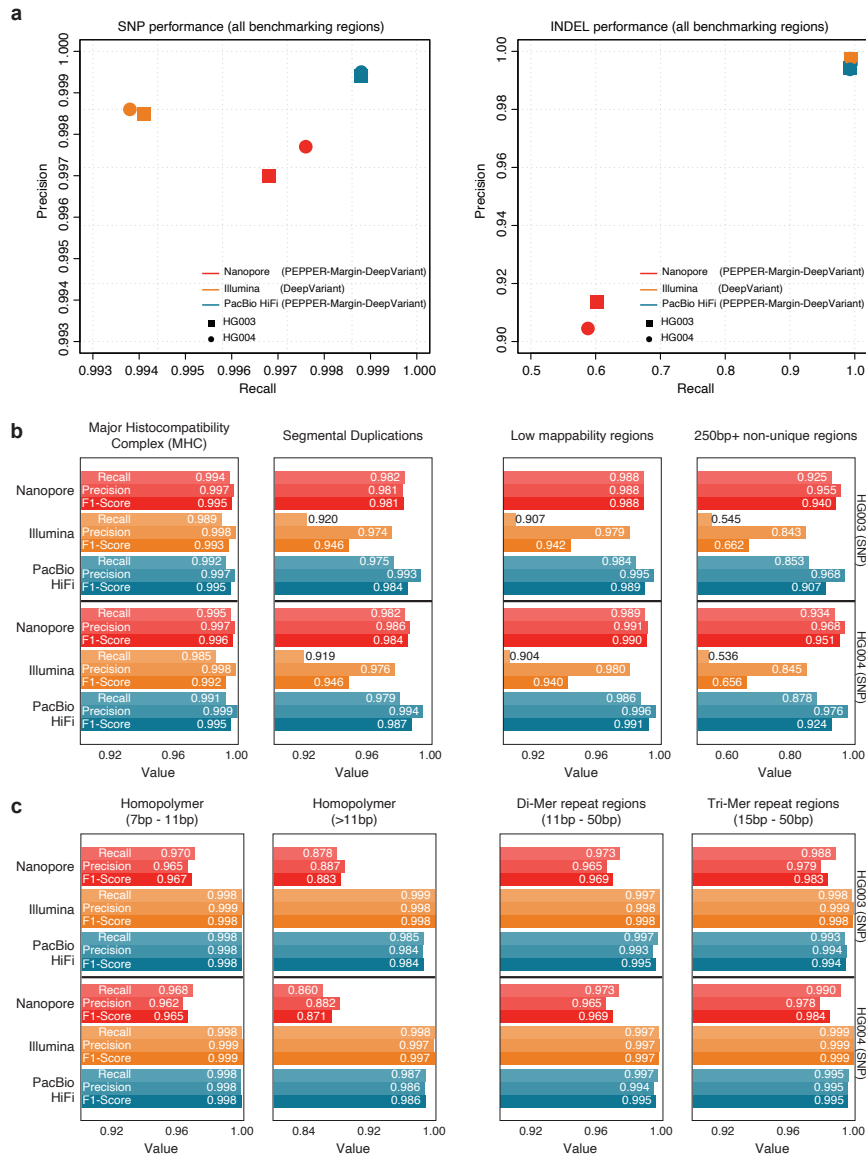 a
SNP performance (all benchmarking regions)
INDEL performance (all benchmarking regions)
Precision
1.000
0.999
0.998
0.997
0.996
0.995
0.994
0.993
Nanopore (PEPPER-Margin-DeepVariant)
Illumina (DeepVariant)
PacBio HiFi (PEPPER-Margin-DeepVariant)
HG003
HG004
0.993 0.994 0.995 0.996 0.997 0.998 0.999 1.000
Recall
Precision
1.00
0.98
0.96
0.94
0.92
0.90
Nanopore (PEPPER-Margin-DeepVariant)
Illumina (DeepVariant)
PacBio HiFi (PEPPER-Margin-DeepVariant)
HG003
HG004
0.5 0.6 0.7 0.8 0.9 1.0
Recall
b
Major Histocompatibility
Complex (MHC)
Segmental Duplications
Low mappability regions
250bp+ non-unique regions
Recall 0.994 0.982 0.988 0.925
Nanopore Precision 0.997 0.981 0.988 0.955
F1-Score 0.995 0.981 0.988 0.940
Recall 0.989 0.920 0.907 0.545
Illumina Precision 0.998 0.974 0.979 0.843
F1-Score 0.993 0.946 0.942 0.662
Recall 0.992 0.975 0.984 0.853
PacBio HiFi Precision 0.997 0.993 0.995 0.968
F1-Score 0.995 0.984 0.989 0.907
HG003 (SNP)
Recall 0.995 0.982 0.989 0.934
Nanopore Precision 0.997 0.986 0.991 0.968
F1-Score 0.996 0.984 0.990 0.951
Recall 0.985 0.919 0.904 0.536
Illumina Precision 0.998 0.976 0.980 0.845
F1-Score 0.992 0.946 0.940 0.656
Recall 0.991 0.979 0.986 0.878
PacBio HiFi Precision 0.999 0.994 0.996 0.976
F1-Score 0.995 0.987 0.991 0.924
HG004 (SNP)
0.92 0.96 1.00 0.92 0.96 1.00 0.92 0.96 1.00 0.60 0.80 1.00
Value Value Value Value
c
Homopolymer
(7bp - 11bp)
Homopolymer
(>11bp)
Di-Mer repeat regions
(11bp - 50bp)
Tri-Mer repeat regions
(15bp - 50bp)
Recall 0.970 0.878 0.973 0.988
Nanopore Precision 0.965 0.887 0.965 0.979
F1-Score 0.967 0.883 0.969 0.983
Recall 0.998 0.999 0.997 0.998
Illumina Precision 0.999 0.998 0.998 0.999
F1-Score 0.998 0.998 0.998 0.998
Recall 0.998 0.985 0.997 0.993
PacBio HiFi Precision 0.998 0.984 0.993 0.994
F1-Score 0.998 0.984 0.995 0.994
HG003 (SNP)
Recall 0.968 0.860 0.973 0.990
Nanopore Precision 0.962 0.882 0.965 0.978
F1-Score 0.965 0.871 0.969 0.984
Recall 0.998 0.998 0.997 0.999
Illumina Precision 0.999 0.997 0.997 0.999
F1-Score 0.999 0.997 0.997 0.999
Recall 0.998 0.987 0.997 0.995
PacBio HiFi Precision 0.998 0.986 0.994 0.995
F1-Score 0.998 0.986 0.995 0.995
HG004 (SNP)
0.92 0.96 1.00 0.84 0.92 1.00 0.92 0.96 1.00 0.92 0.96 1.00
Value Value Value Value